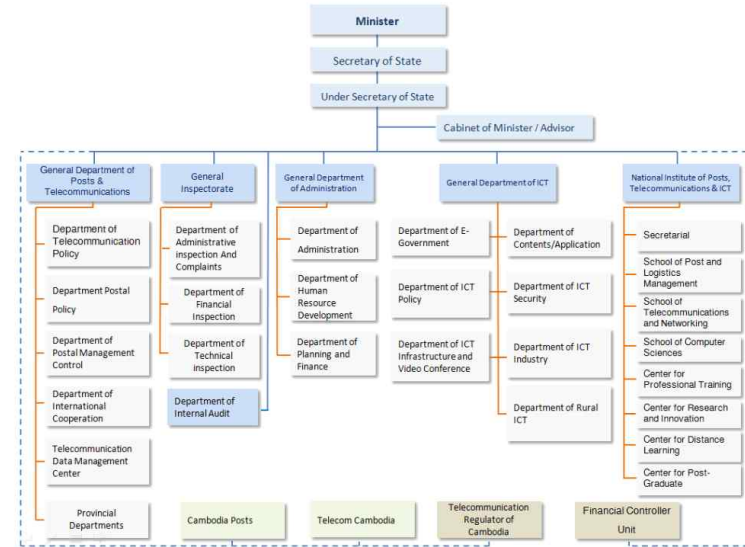 Minister
Secretary of State
Under Secretary of State
Cabinet of Minister / Advisor
General Department of
Posts &
Telecommunications
Department of
Telecommunication
Policy
Department Postal
Policy
Department of
Postal Management
Control
Department of
International
Cooperation
Telecommunication
Data Management
Center
Provincial
Departments
General
Inspectorate
Department of
Administrative
inspection And
Complaints
Department of
Financial
Inspection
Department of
Technical
inspection
Department of
Internal Audit
General Department
of Administration
Department of
Administration
Department of
Human
Resource
Development
Department of
Planning and
Finance
General Department of ICT
Department of E-
Government
Department of ICT
Policy
Department of ICT
Infrastructure and
Video Conference
Department of
Contents/Application
Department of ICT
Security
Department of ICT
Industry
Department of Rural
ICT
National Institute of Posts,
Telecommunications & ICT
Secretarial
School of Post and
Logistics
Management
School of
Telecommunications
and Networking
School of Computer
Sciences
Center for
Professional Training
Center for Research
and Innovation
Center for Distance
Learning
Center for Post-
Graduate
Cambodia Posts
Telecom Cambodia
Telecommunication
Regulator of
Cambodia
Financial Controller
Unit